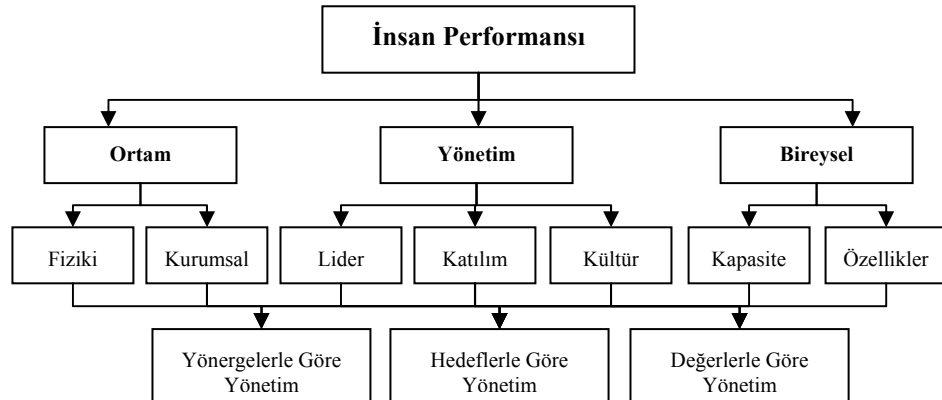 İnsan Performansı
Ortam
Yönetim
Bireysel
Fiziki
Kurumsal
Lider
Katılım
Kültür
Kapasite
Özellikler
Yönergelerle Göre
Yönetim
Hedeflerle Göre
Yönetim
Değerlerle Göre
Yönetim